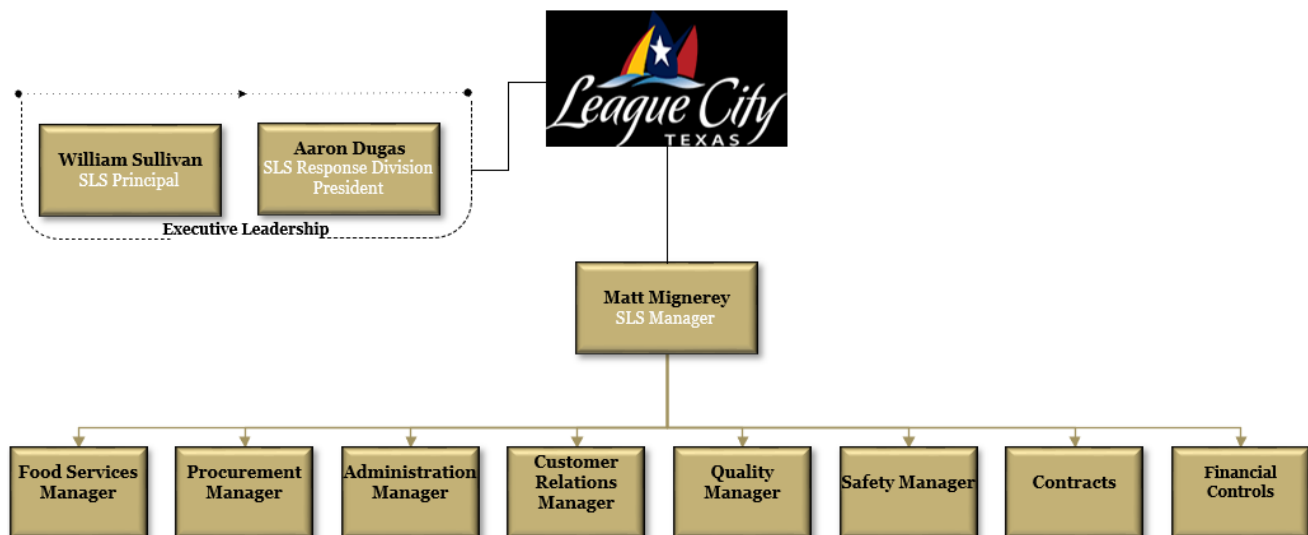 League City
TEXAS
William Sullivan
SLS Principal
Aaron Dugas
SLS Response Division
President
Executive Leadership
Matt Mignerey
SLS Manager
Food Services
Manager
Procurement
Manager
Administration
Manager
Customer
Relations
Manager
Quality
Manager
Safety Manager
Contracts
Financial
Controls